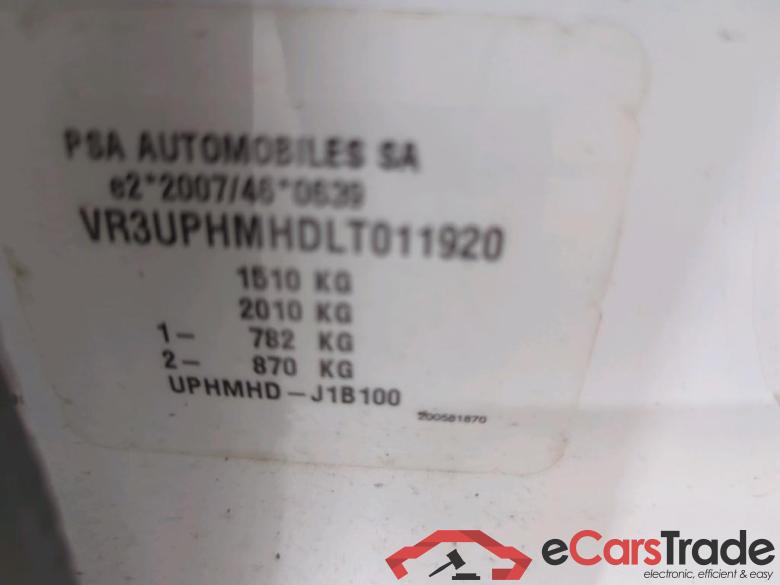 PSA AUTOMOBILES SA
e2*2007/46*0639
VR3UPHMHDLT011920
1510 KG
2010 KG
1- 782 KG
2- 870 KG
UPHMHD-J1B100
200581870
eCarsTrade
electronic, efficient & easy